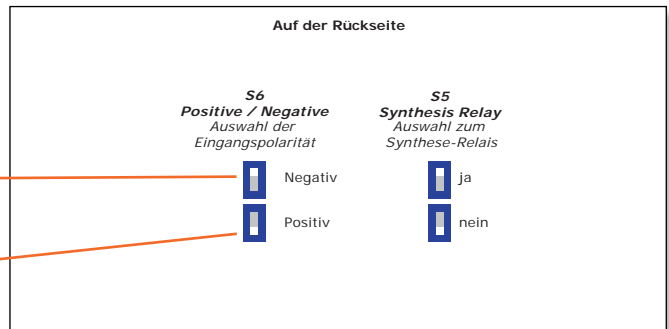 Auf der Rückseite
S6
Positive / Negative
Auswahl der
Eingangspolarität
Negativ
Positiv
S5
Synthesis Relay
Auswahl zum
Synthese-Relais
ja
nein